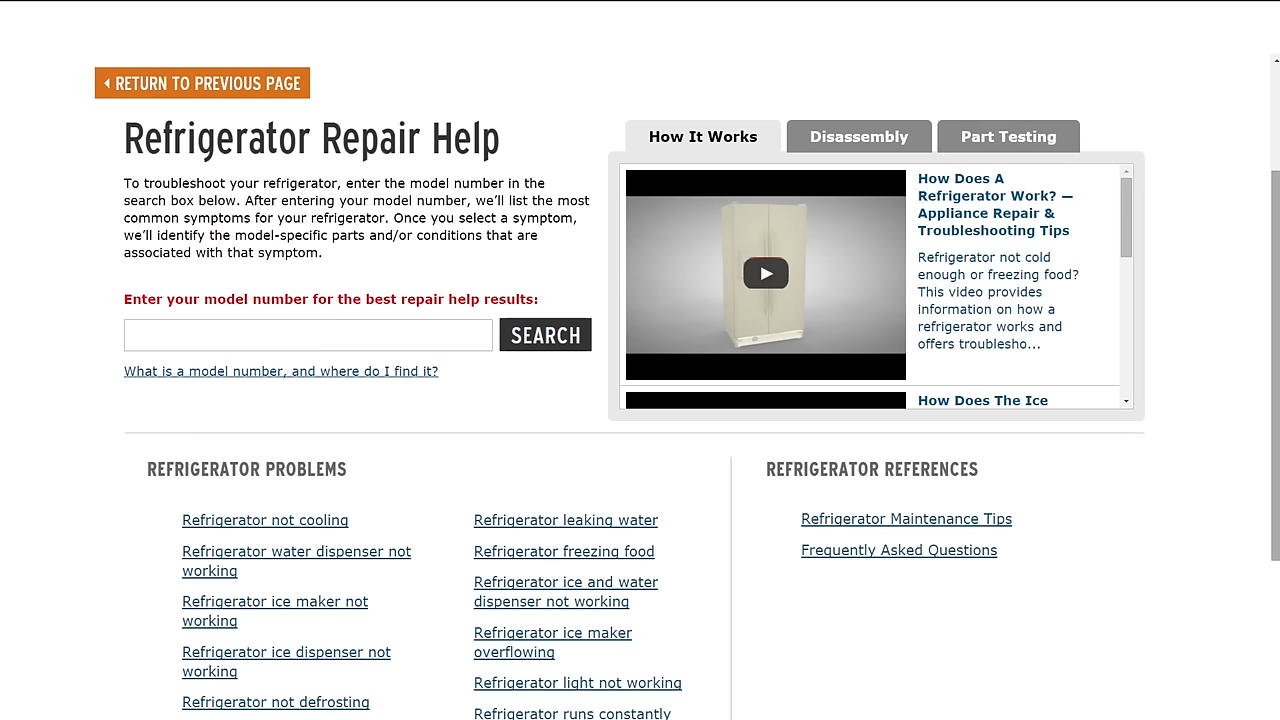 RETURN TO PREVIOUS PAGE
Refrigerator Repair Help
To troubleshoot your refrigerator, enter the model number in the
search box below. After entering your model number, we’ll list the most
common symptoms for your refrigerator. Once you select a symptom,
we’ll identify the model-specific parts and/or conditions that are
associated with that symptom.
Enter your model number for the best repair help results:
SEARCH
What is a model number, and where do I find it?
How It Works
Disassembly
Part Testing
How Does A
Refrigerator Work? —
Appliance Repair &
Troubleshooting Tips
Refrigerator not cold
enough or freezing food?
This video provides
information on how a
refrigerator works and
offers troublesho...
How Does The Ice
REFRIGERATOR PROBLEMS
Refrigerator not cooling
Refrigerator water dispenser not
working
Refrigerator ice maker not
working
Refrigerator ice dispenser not
working
Refrigerator not defrosting
Refrigerator leaking water
Refrigerator freezing food
Refrigerator ice and water
dispenser not working
Refrigerator ice maker
overflowing
Refrigerator light not working
Refrigerator runs constantly
REFRIGERATOR REFERENCES
Refrigerator Maintenance Tips
Frequently Asked Questions